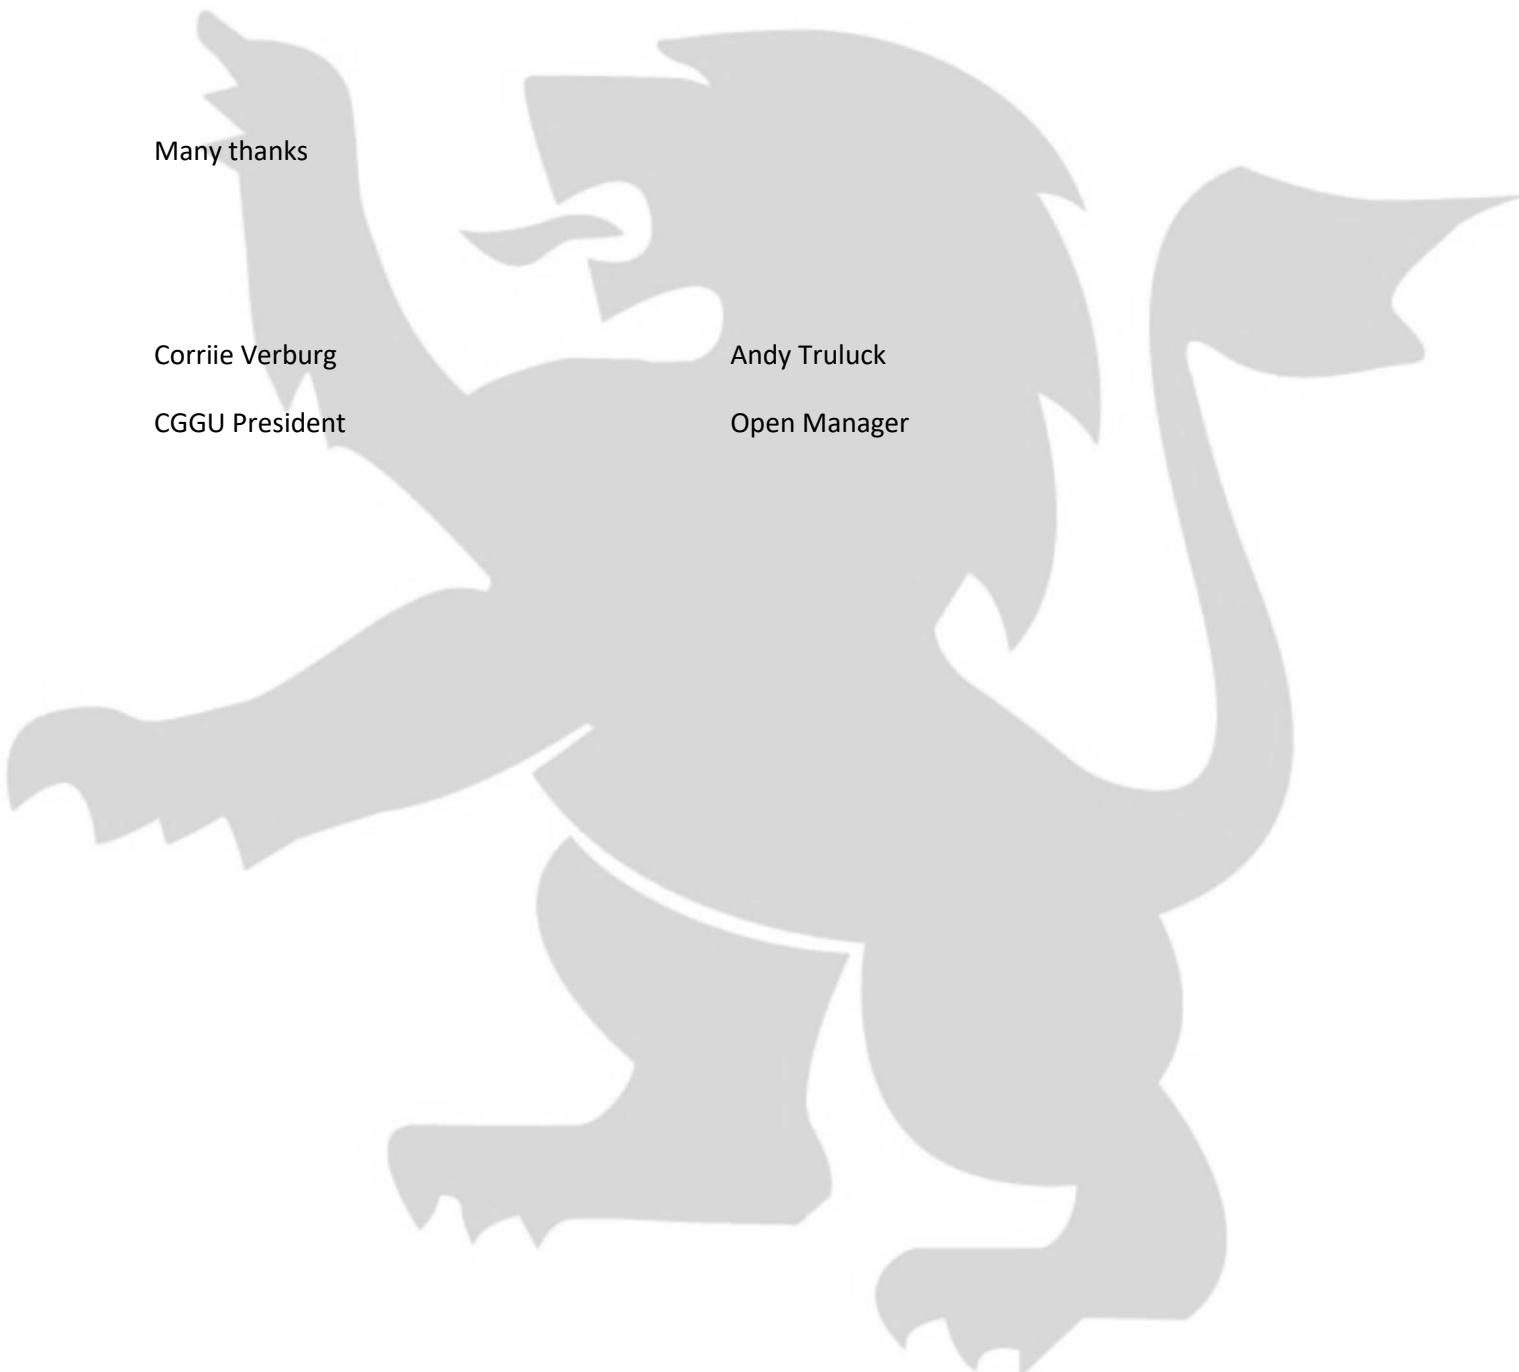 Many thanks
Corriie Verburg Andy Truluck
CGGU President Open Manager